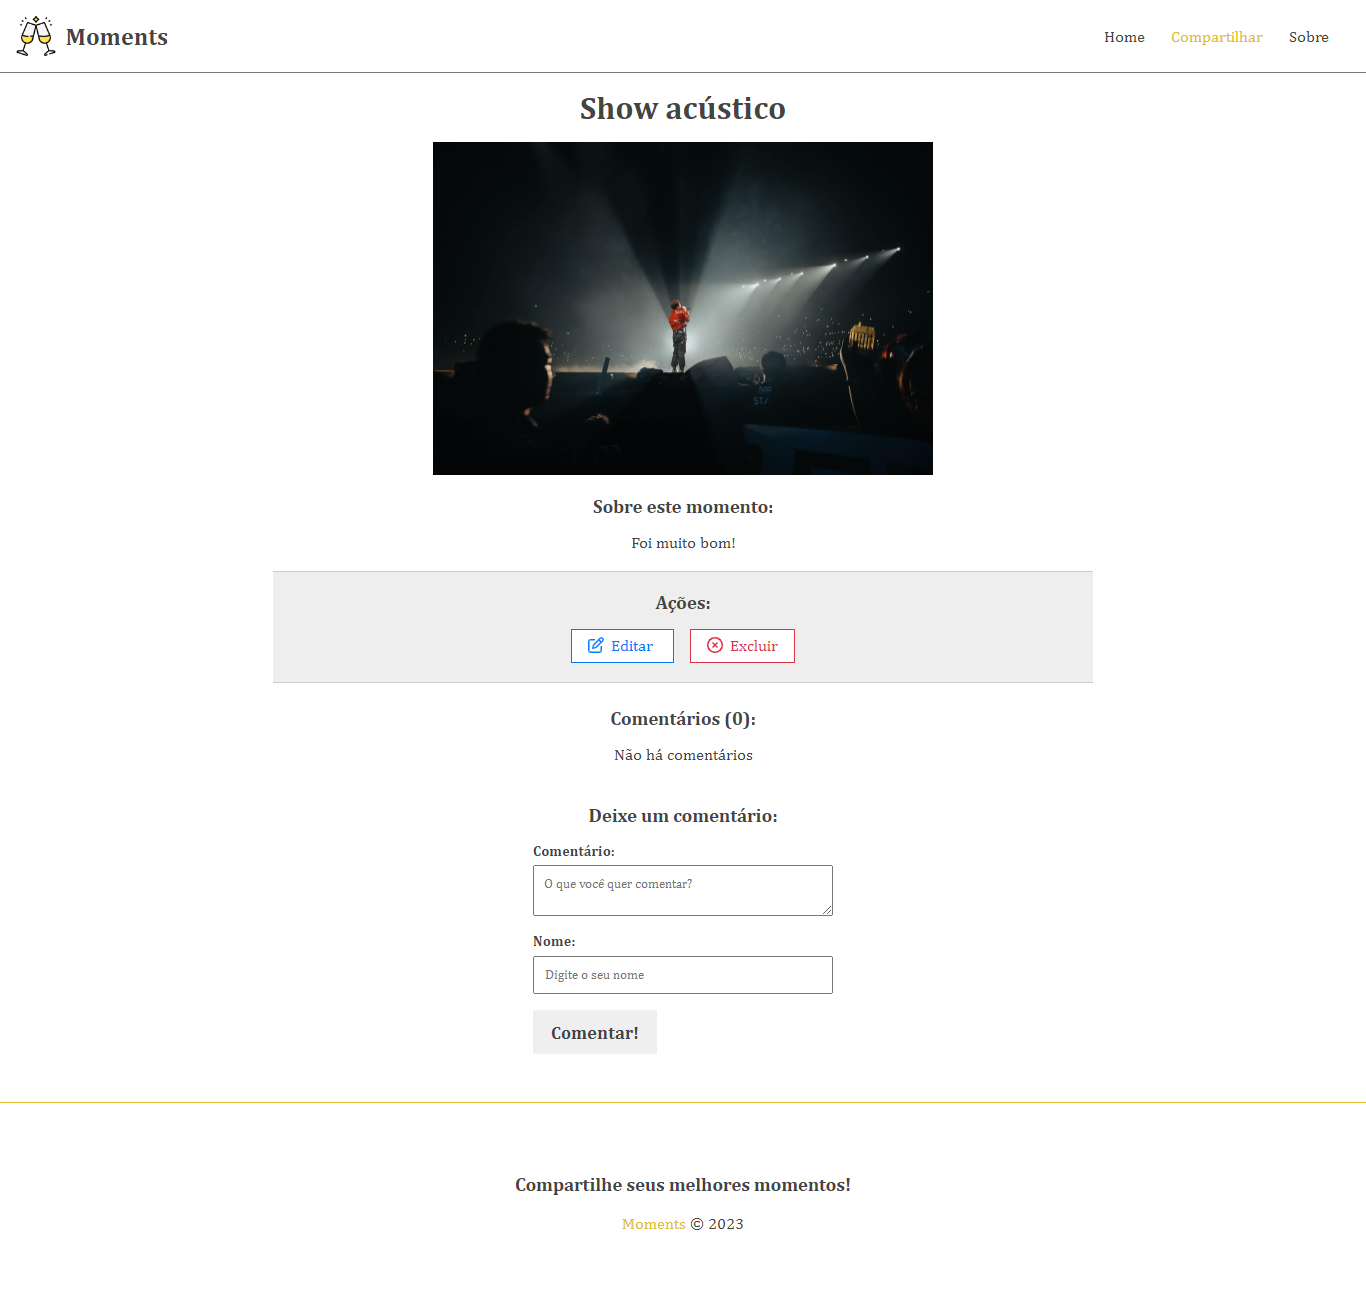 Moments
Home Compartilhar Sobre
Show acústico
Sobre este momento:
Foi muito bom!
Ações:
Editar Excluir
Comentários (0):
Não há comentários
Deixe um comentário:
Comentário:
O que você quer comentar?
Nome:
Digite o seu nome
Comentar!
Compartilhe seus melhores momentos!
Moments © 2023